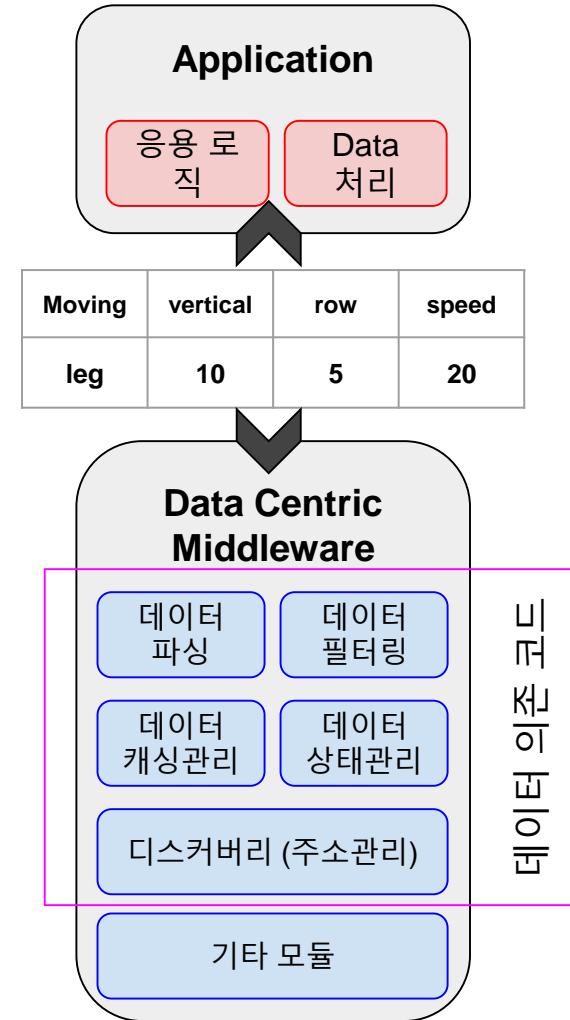 Application
응용 로
직
Data
처리
Moving vertical row speed
leg 10 5 20
Data Centric
Middleware
데이터
파싱
데이터
필터링
데이터
캐싱관리
데이터
상태관리
디스커버리 (주소관리)
기타 모듈
데이터 의존 코드